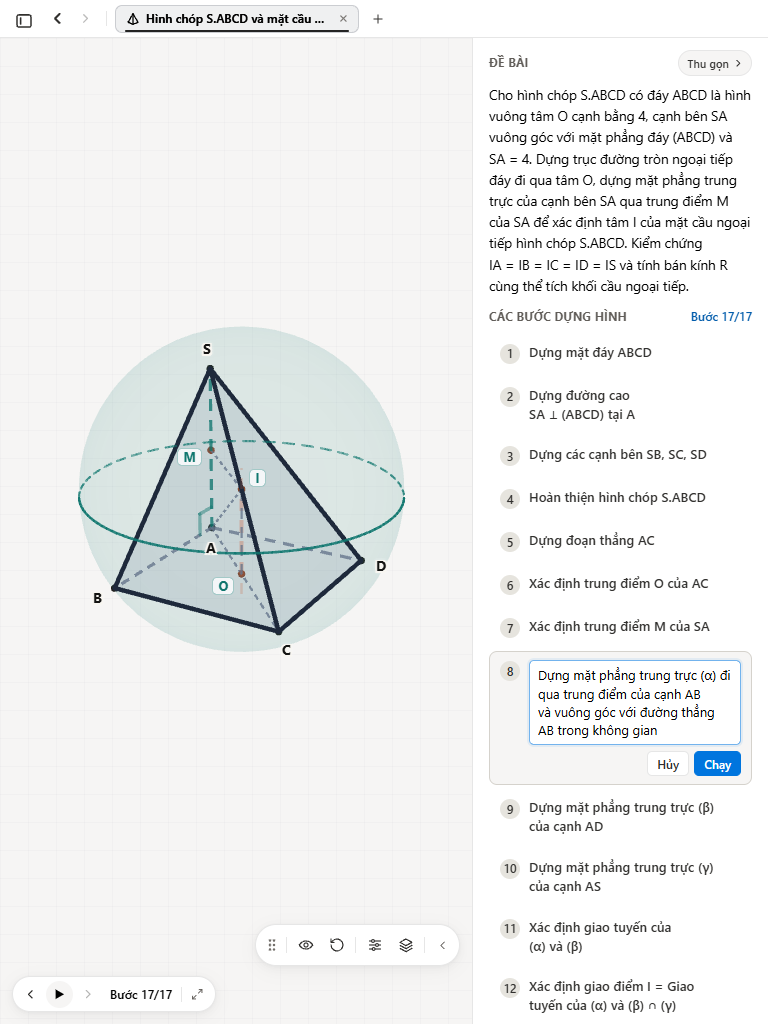 Hình chóp S.ABCD và mặt cầu ...
ĐỀ BÀI
Thu gọn
Cho hình chóp S.ABCD có đáy ABCD là hình
vuông tâm O cạnh bằng 4, cạnh bên SA
vuông góc với mặt phẳng đáy (ABCD) và
SA = 4. Dựng trục đường tròn ngoại tiếp
đáy đi qua tâm O, dựng mặt phẳng trung
trực của cạnh bên SA qua trung điểm M
của SA để xác định tâm I của mặt cầu ngoại
tiếp hình chóp S.ABCD. Kiểm chứng
IA = IB = IC = ID = IS và tính bán kính R
cùng thể tích khối cầu ngoại tiếp.
CÁC BƯỚC DỰNG HÌNH
Bước 17/17
1 Dựng mặt đáy ABCD
2 Dựng đường cao
SA ⊥ (ABCD) tại A
3 Dựng các cạnh bên SB, SC, SD
4 Hoàn thiện hình chóp S.ABCD
5 Dựng đoạn thẳng AC
6 Xác định trung điểm O của AC
7 Xác định trung điểm M của SA
8 Dựng mặt phẳng trung trực (α) đi
qua trung điểm của cạnh AB
và vuông góc với đường thẳng
AB trong không gian
Hủy
Chạy
9 Dựng mặt phẳng trung trực (β)
của cạnh AD
10 Dựng mặt phẳng trung trực (γ)
của cạnh AS
11 Xác định giao tuyến của
(α) và (β)
12 Xác định giao điểm I = Giao
tuyến của (α) và (β) ∩ (γ)
S
M
I
A
D
O
B
C
Bước 17/17